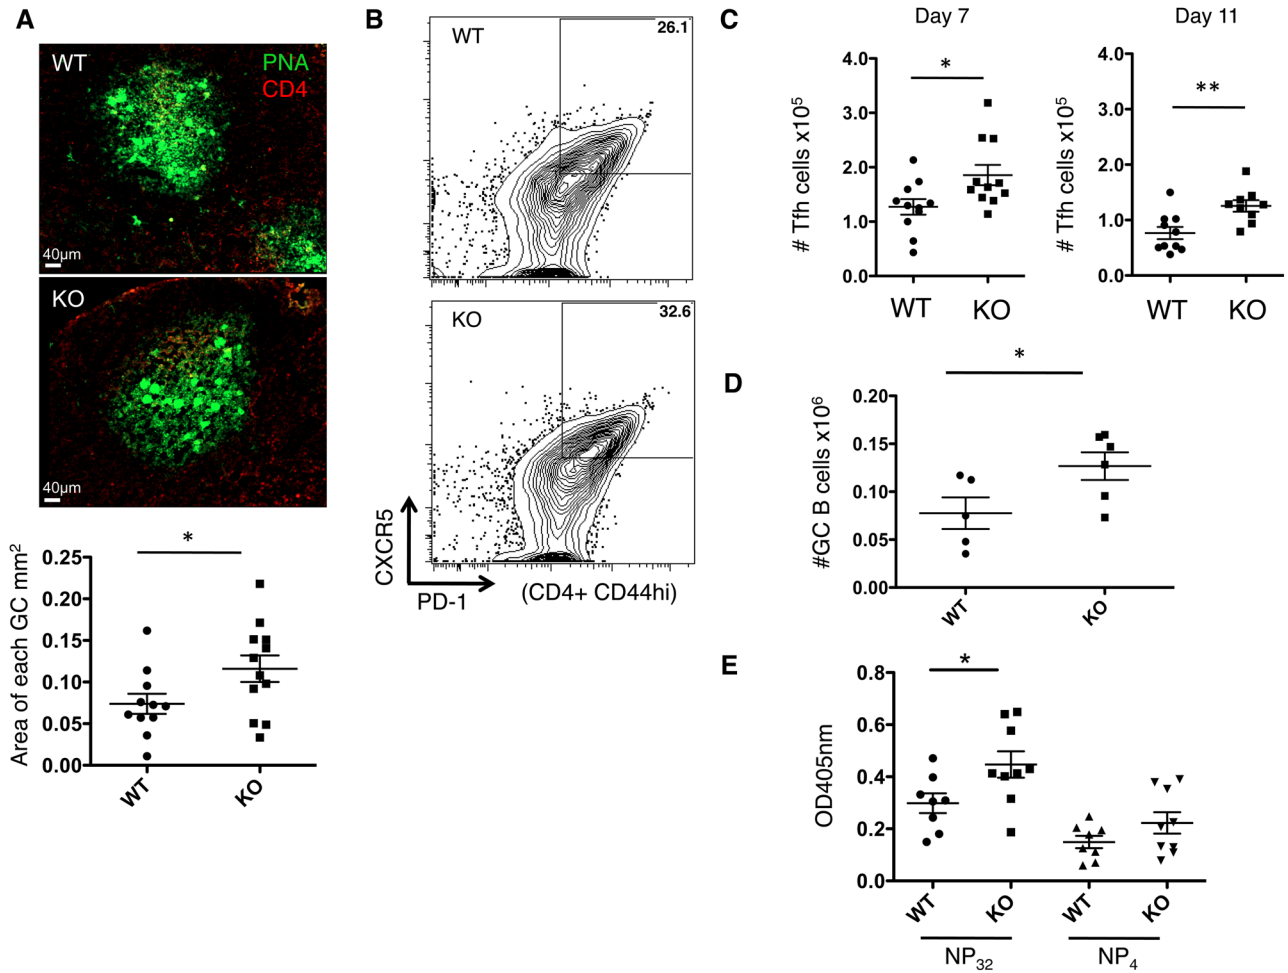 A
WT
PNA
CD4
40µm
KO
40µm
*
Area of each GC mm²
0.25
0.20
0.15
0.10
0.05
0.00
WT
KO
B
WT
26.1
KO
32.6
CXCR5
PD-1
(CD4+ CD44hi)
C
Day 7
*
# Tfh cells x10⁵
4.0
3.0
2.0
1.0
0.0
WT
KO
Day 11
**
# Tfh cells x10⁵
4.0
3.0
2.0
1.0
0.0
WT
KO
D
*
#GC B cells x10⁶
0.20
0.15
0.10
0.05
0.00
WT
KO
E
*
OD405nm
0.8
0.6
0.4
0.2
0.0
WT
KO
WT
KO
NP₃₂
NP₄